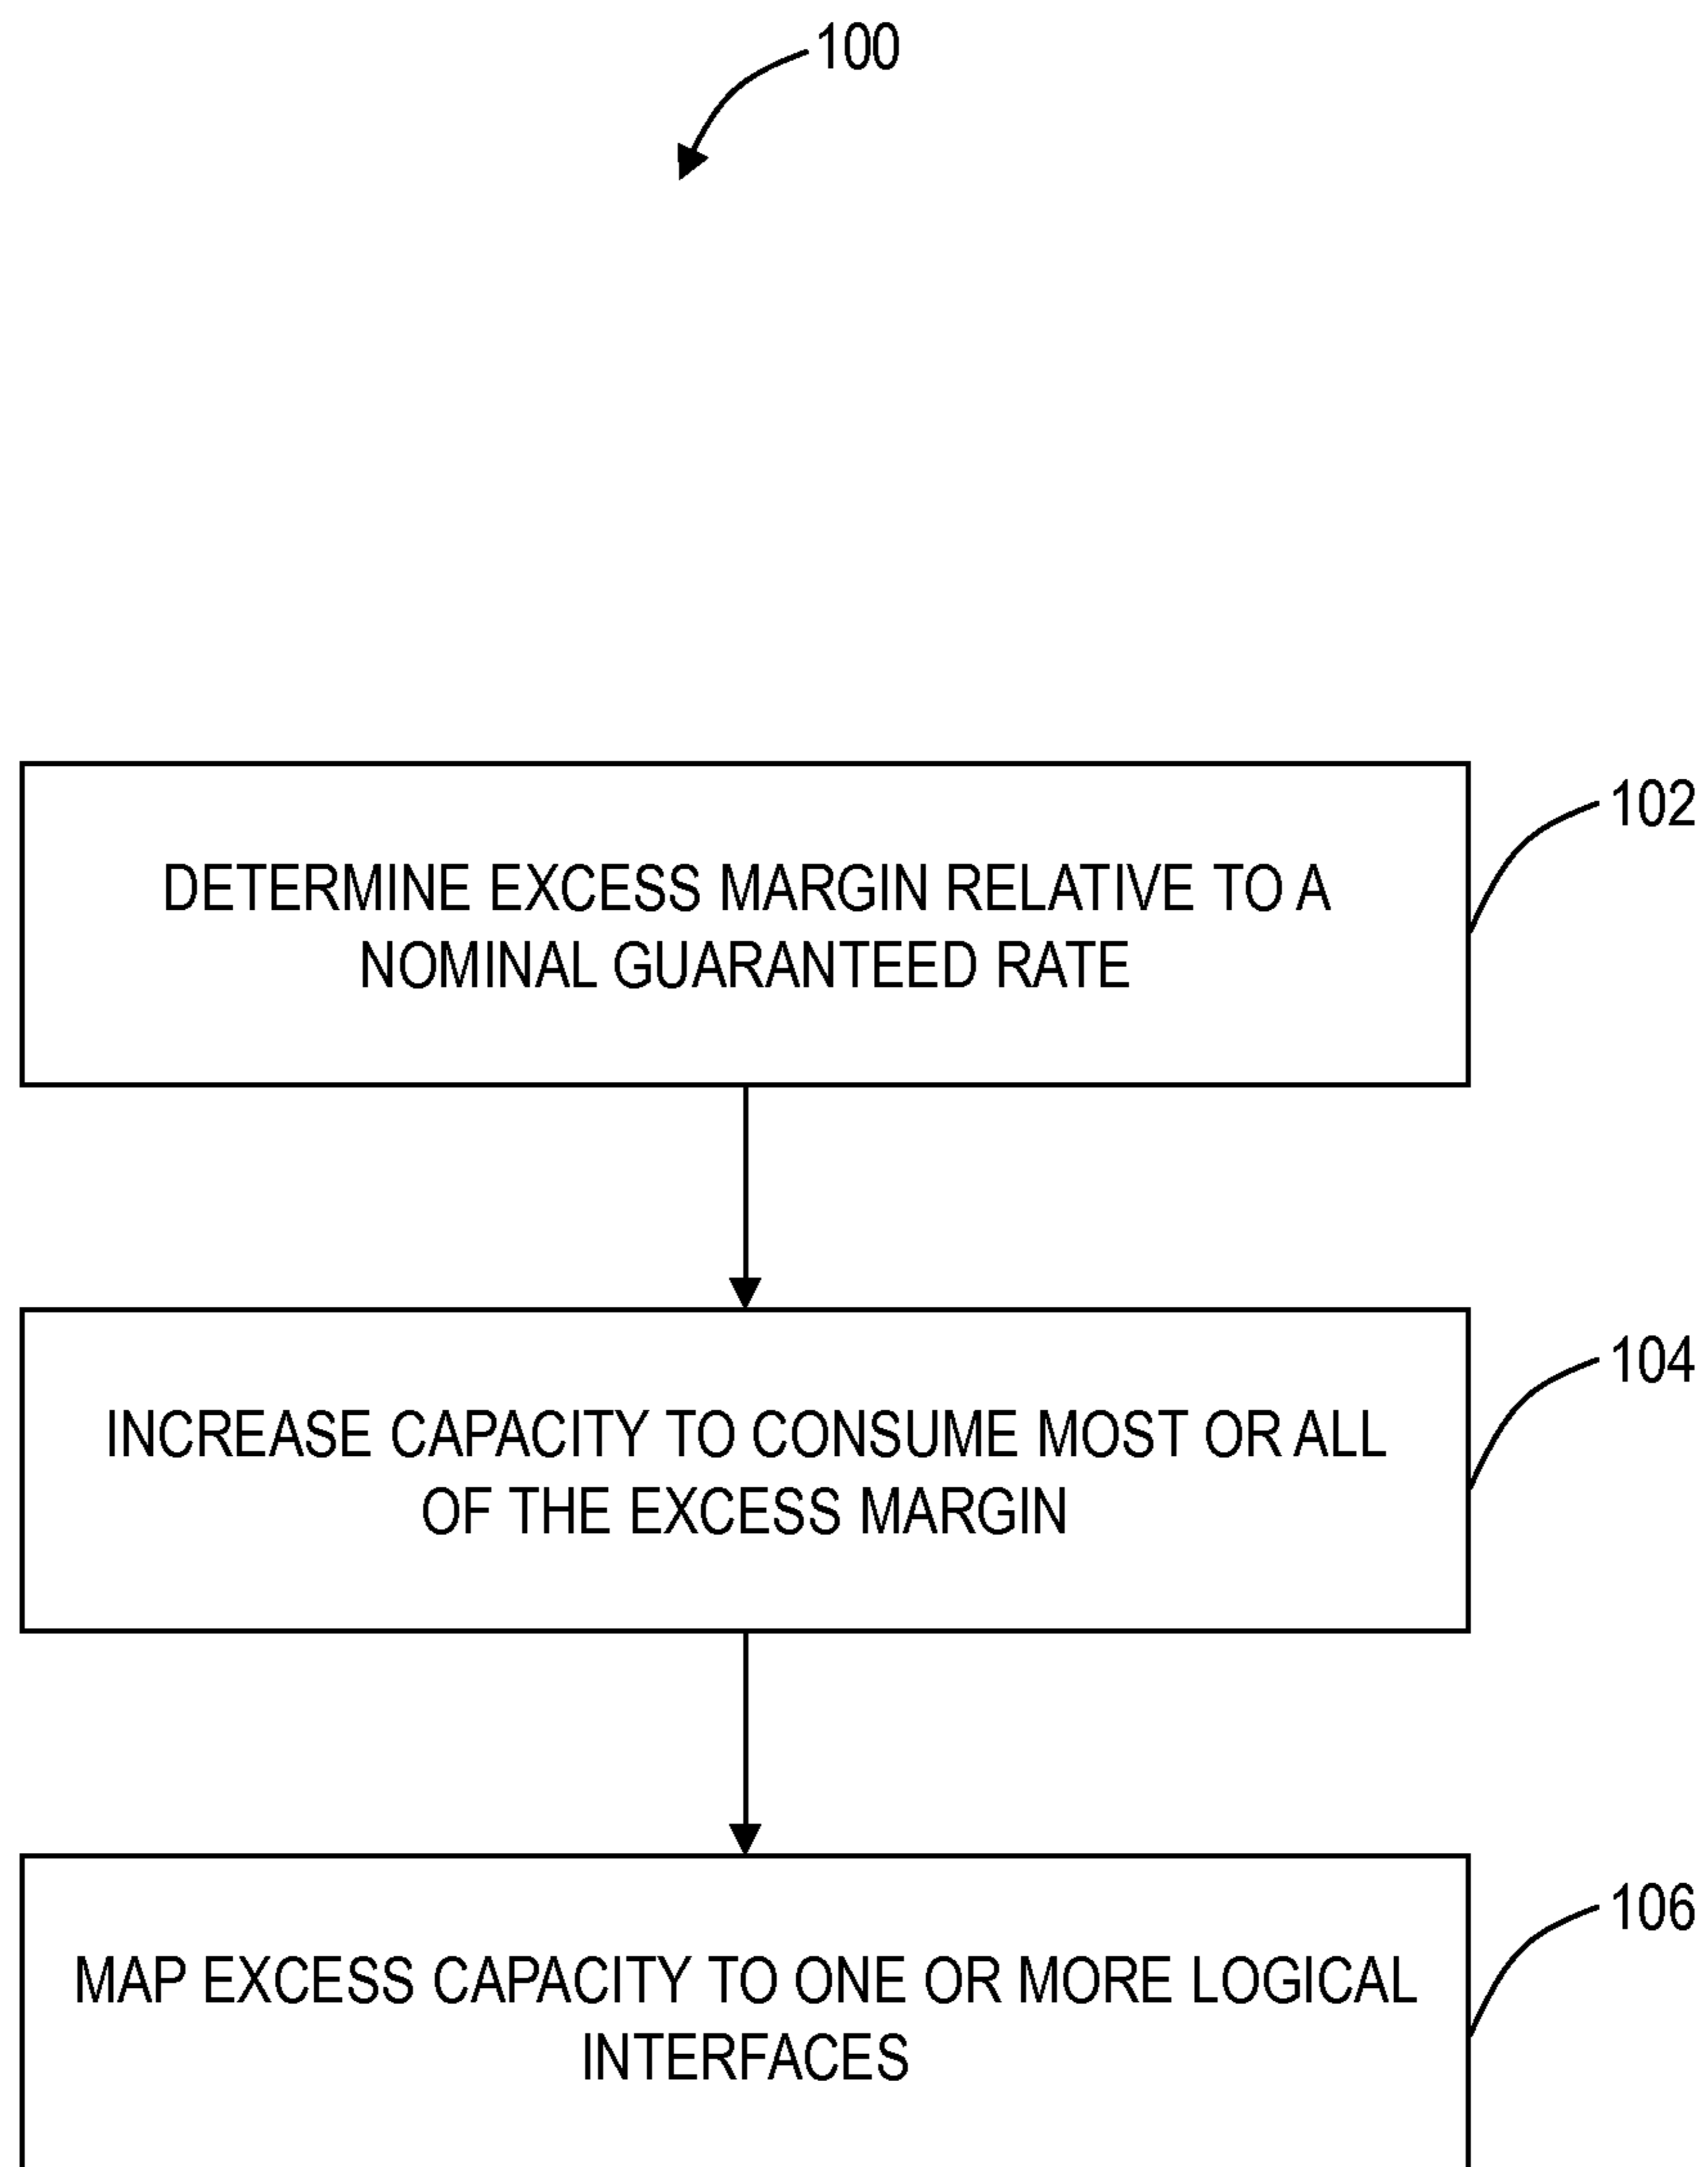 100
102
DETERMINE EXCESS MARGIN RELATIVE TO A
NOMINAL GUARANTEED RATE
104
INCREASE CAPACITY TO CONSUME MOST OR ALL
OF THE EXCESS MARGIN
106
MAP EXCESS CAPACITY TO ONE OR MORE LOGICAL
INTERFACES